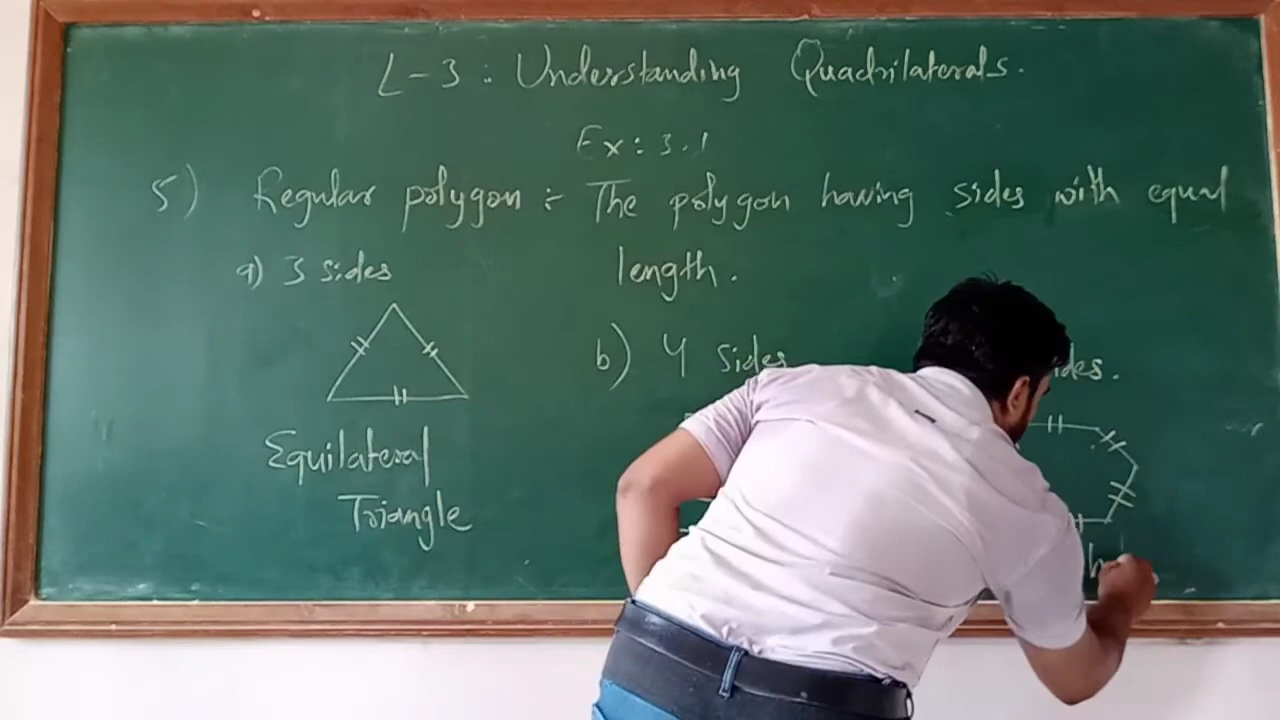 L-3 : Understanding Quadrilaterals.
Ex: 3.1
5) Regular polygon :- The polygon having sides with equal
length.
a) 3 sides
b) 4 sides
Equilateral
Triangle